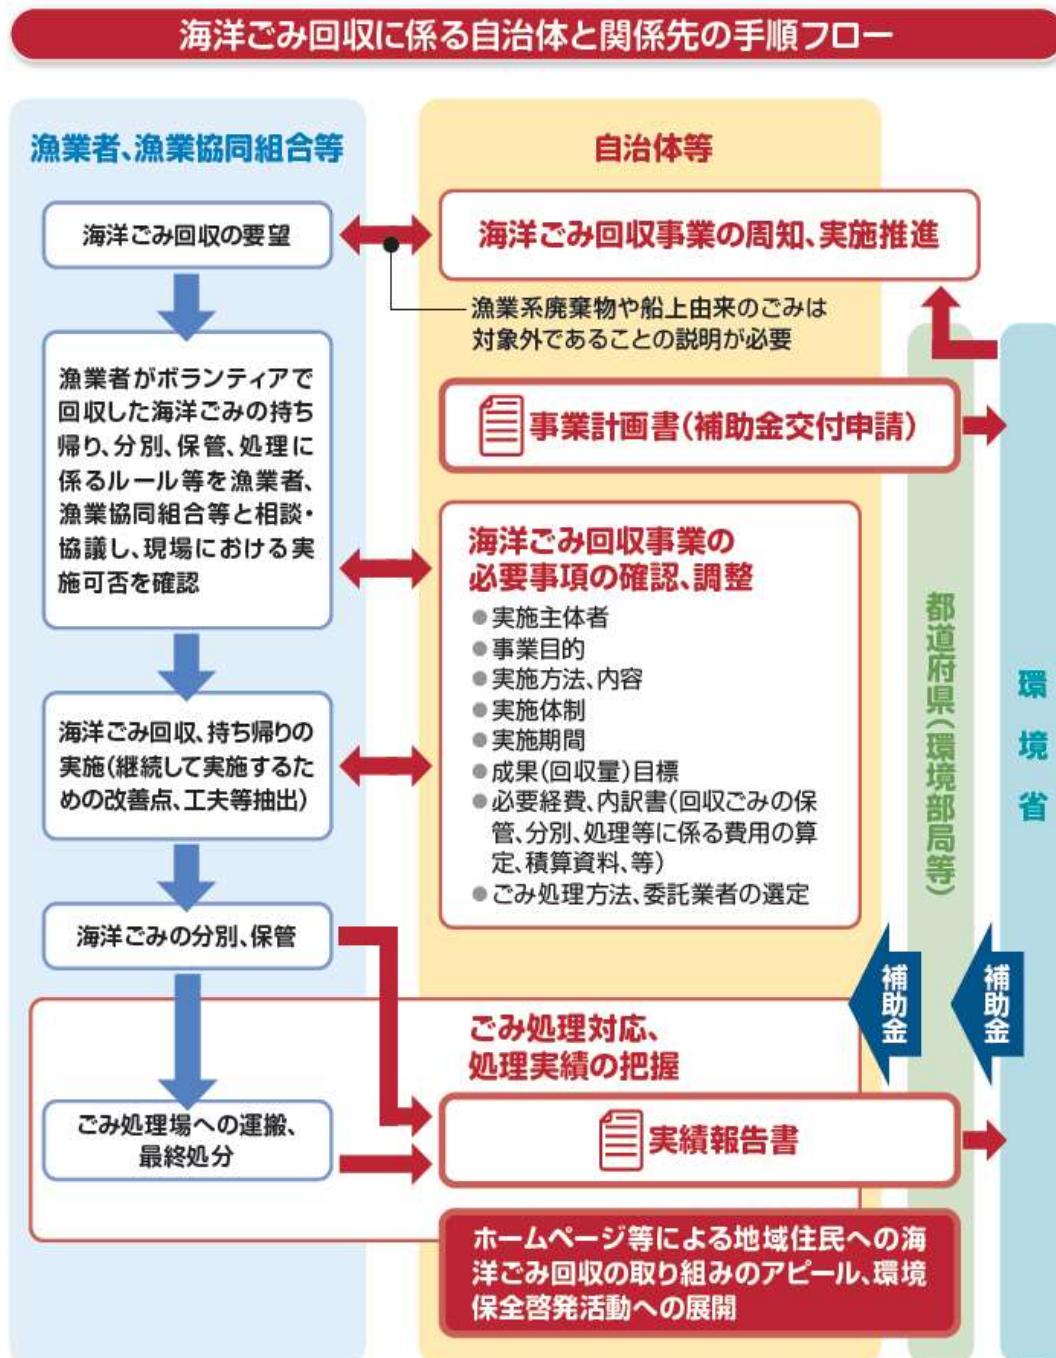 海洋ごみ回収に係る自治体と関係先の手順フロー
漁業者、漁業協同組合等
海洋ごみ回収の要望
漁業者がボランティアで
回収した海洋ごみの持ち
帰り、分別、保管、処理に
係るルール等を漁業者、
漁業協同組合等と相談・
協議し、現場における実
施可否を確認
海洋ごみ回収、持ち帰りの
実施(継続して実施するた
めの改善点、工夫等抽出)
海洋ごみの分別、保管
ごみ処理場への運搬、
最終処分
自治体等
海洋ごみ回収事業の周知、実施推進
漁業系廃棄物や船上由来のごみは
対象外であることの説明が必要
事業計画書(補助金交付申請)
海洋ごみ回収事業の
必要事項の確認、調整
●実施主体者
●事業目的
●実施方法、内容
●実施体制
●実施期間
●成果(回収量)目標
●必要経費、内訳書(回収ごみの保
管、分別、処理等に係る費用の算
定、積算資料、等)
●ごみ処理方法、委託業者の選定
ごみ処理対応、
処理実績の把握
実績報告書
ホームページ等による地域住民への海
洋ごみ回収の取り組みのアピール、環境
保全啓発活動への展開
都道府県(環境部局等)
補助金
環境省
補助金